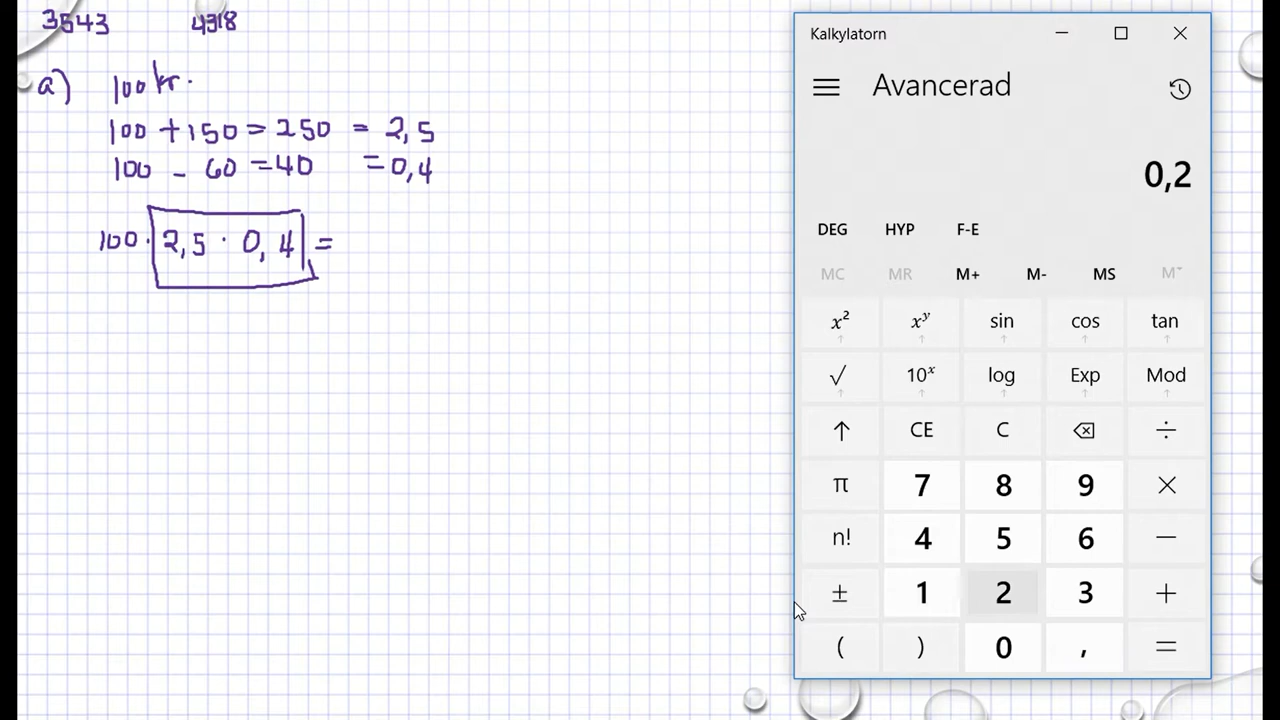 3543 4318
a) 100 kr.
100 + 150 = 250 = 2,5
100 - 60 = 40 = 0,4
100 · 2,5 · 0,4 =
Kalkylatorn
Avancerad
0,2
DEG HYP F-E
MC MR M+ M- MS M˅
x² xʸ sin cos tan
√ 10ˣ log Exp Mod
↑ CE C ⌫ ÷
π 7 8 9 ×
n! 4 5 6 −
± 1 2 3 +
( ) 0 , =